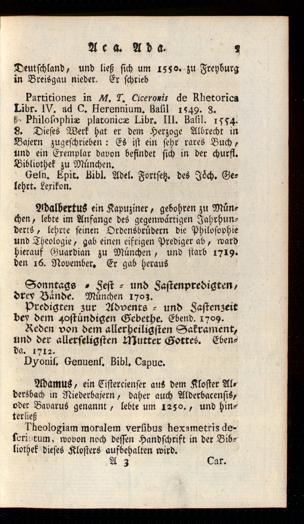 Aca. Ada. 5
Deutschland, und ließ sich um 1550. zu Freyburg
in Breisgau nieder. Er schrieb
Partitiones in M. T. Ciceronis de Rhetorica
Libr. IV. ad C. Herennium. Basil 1549. 8.
Philosophiæ platonicæ Libr. III. Basil. 1554.
8. Dieses Werk hat er dem Herzoge Albrecht in
Bajern zugeschrieben: Es ist ein sehr rares Buch,
und ein Exemplar davon befindet sich in der churfl.
Bibliothek zu München.
Gesn. Epit. Bibl. Adel. Fortsetz. des Jöch. Ge-
lehrt. Lexikon.
Adalbertus ein Kapuziner, gebohren zu Mün-
chen, lebte im Anfange des gegenwärtigen Jahrhun-
derts, lehrte seinen Ordensbrüdern die Philosophie
und Theologie, gab einen eifrigen Prediger ab, ward
hierauf Guardian zu München, und starb 1719.
den 16. November. Er gab heraus
Sonntags - Fest - und Fastenpredigten,
drey Bände. München 1703.
Predigten zur Advents - und Fastenzeit
bey dem 40stündigen Gebethe. Ebend. 1709.
Reden von dem allerheiligsten Sakrament,
und der allerseligsten Mutter Gottes. Eben-
da. 1712.
Dyonis. Genuens. Bibl. Capuc.
Adamus, ein Cistercienser aus dem Kloster Al-
dersbach in Niederbajern, daher auch Alderbacensis,
oder Bavarus genannt, lebte um 1250., und hin-
terließ
Theologiam moralem versibus hexametris de-
scriptum, wovon noch dessen Handschrift in der Bib-
liothek dieses Klosters aufbehalten wird.
A 3 Car.